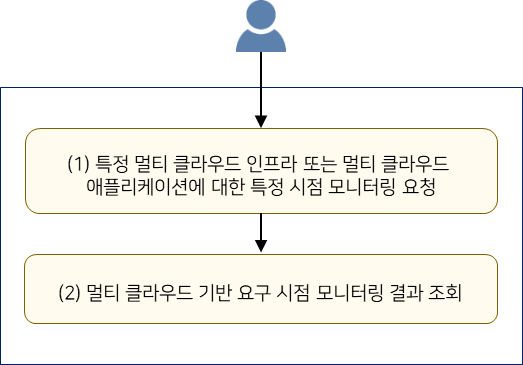 (1) 특정 멀티 클라우드 인프라 또는 멀티 클라우드
애플리케이션에 대한 특정 시점 모니터링 요청
(2) 멀티 클라우드 기반 요구 시점 모니터링 결과 조회